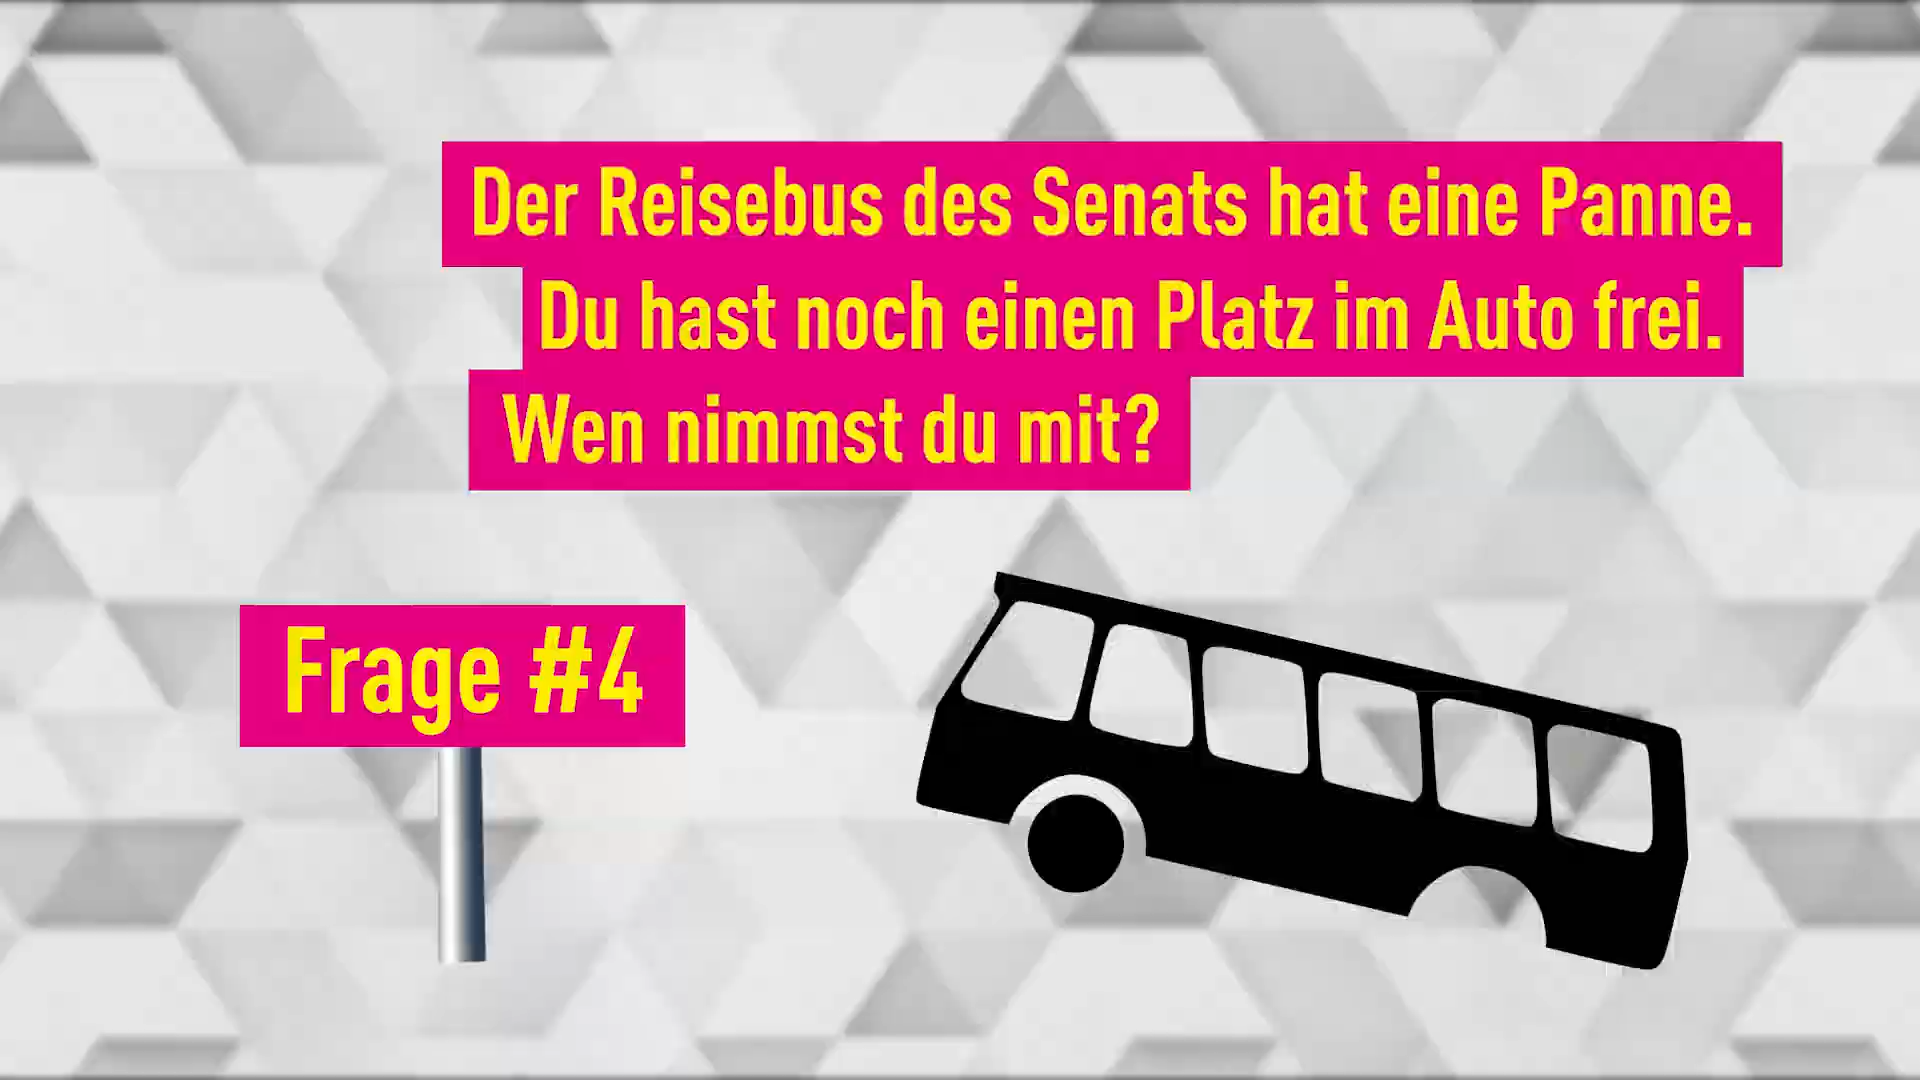 Der Reisebus des Senats hat eine Panne.
Du hast noch einen Platz im Auto frei.
Wen nimmst du mit?
Frage #4